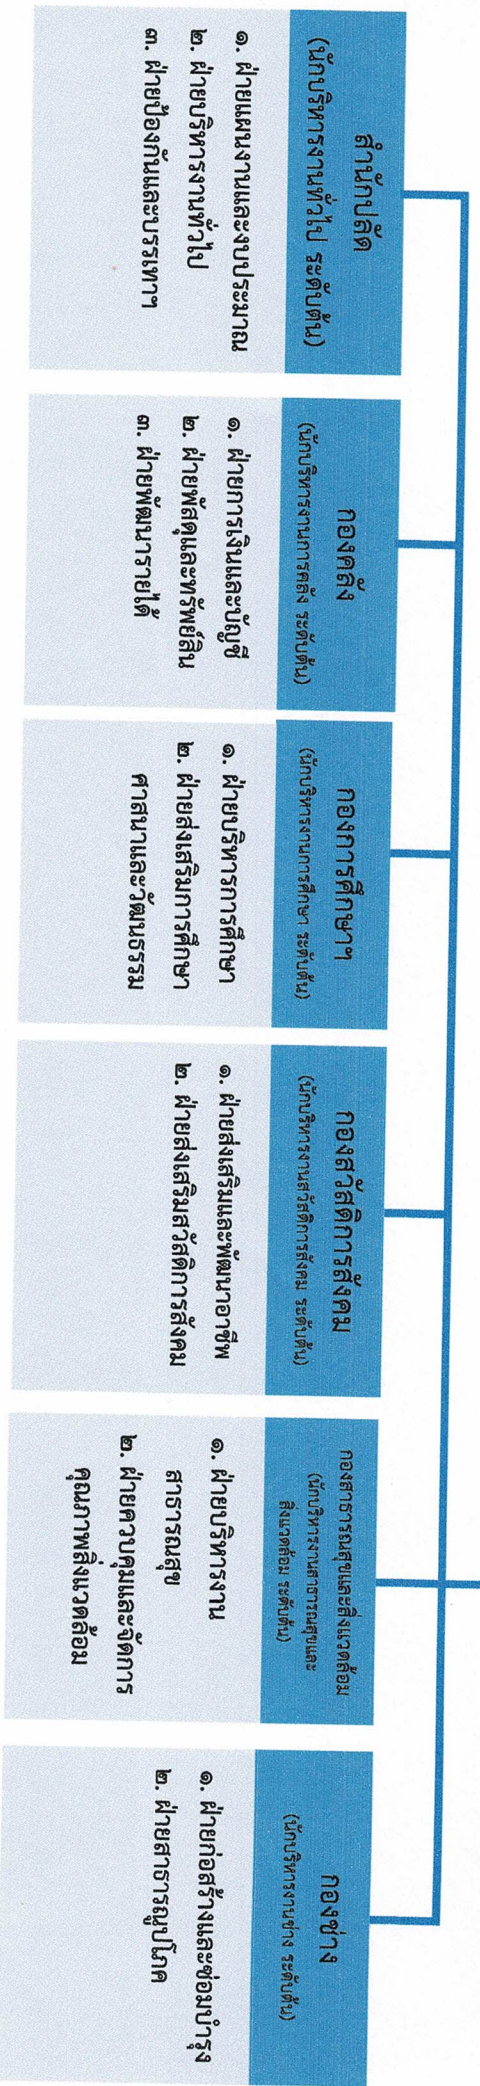 สำนักปลัด
(นักบริหารงานทั่วไป ระดับต้น)
๑. ฝ่ายแผนงานและงบประมาณ
๒. ฝ่ายบริหารงานทั่วไป
๓. ฝ่ายป้องกันและบรรเทาฯ
กองคลัง
(นักบริหารงานการคลัง ระดับต้น)
๑. ฝ่ายการเงินและบัญชี
๒. ฝ่ายพัสดุและทรัพย์สิน
๓. ฝ่ายพัฒนารายได้
กองการศึกษาฯ
(นักบริหารงานการศึกษา ระดับต้น)
๑. ฝ่ายบริหารการศึกษา
๒. ฝ่ายส่งเสริมการศึกษา
ศาสนาและวัฒนธรรม
กองสวัสดิการสังคม
(นักบริหารงานสวัสดิการสังคม ระดับต้น)
๑. ฝ่ายส่งเสริมและพัฒนาอาชีพ
๒. ฝ่ายส่งเสริมสวัสดิการสังคม
กองสาธารณสุขและสิ่งแวดล้อม
(นักบริหารงานสาธารณสุขและ
สิ่งแวดล้อม ระดับต้น)
๑. ฝ่ายบริหารงาน
สาธารณสุข
๒. ฝ่ายควบคุมและจัดการ
คุณภาพสิ่งแวดล้อม
กองช่าง
(นักบริหารงานช่าง ระดับต้น)
๑. ฝ่ายก่อสร้างและซ่อมบำรุง
๒. ฝ่ายสาธารณูปโภค